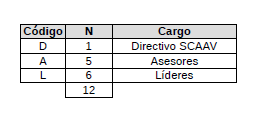 Código N Cargo
D 1 Directivo SCAAV
A 5 Asesores
L 6 Líderes
12